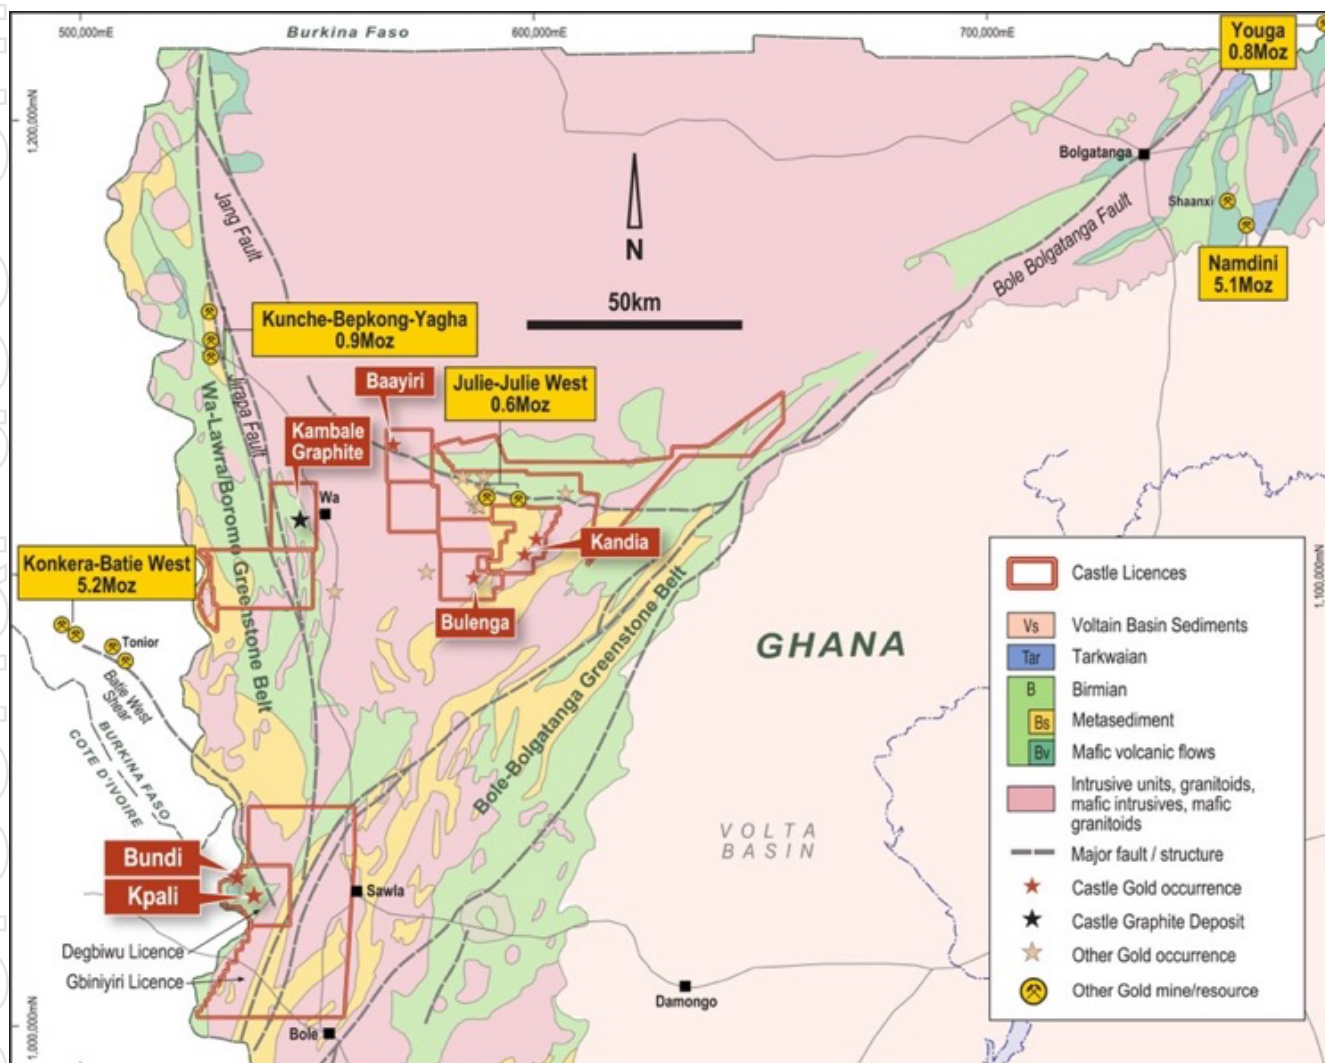 500,000mE
Burkina Faso
600,000mE
700,000mE
Youga
0.8Moz
1,200,000mN
Bolgatanga
Jang Fault
Shaanxi
N
Bole Bolgatanga Fault
Namdini
5.1Moz
50km
Kunche-Bepkong-Yagha
0.9Moz
Baayiri
Julie-Julie West
0.6Moz
Jirapa Fault
Wa-Lawra/Boromo Greenstone Belt
Kambale
Graphite
Wa
Kandia
Konkera-Batie West
5.2Moz
1,100,000mN
Bulenga
Tonior
Batie West
Shear
GHANA
BURKINA FASO
COTE D'IVOIRE
Bole-Bolgatanga Greenstone Belt
VOLTA
BASIN
Bundi
Kpali
Sawla
Degbiwu Licence
Gbiniyiri Licence
Damongo
Bole
1,000,000mN
Castle Licences
Vs Voltain Basin Sediments
Tar Tarkwaian
B Birmian
Bs Metasediment
Bv Mafic volcanic flows
Intrusive units, granitoids,
mafic intrusives, mafic
granitoids
Major fault / structure
Castle Gold occurrence
Castle Graphite Deposit
Other Gold occurrence
Other Gold mine/resource